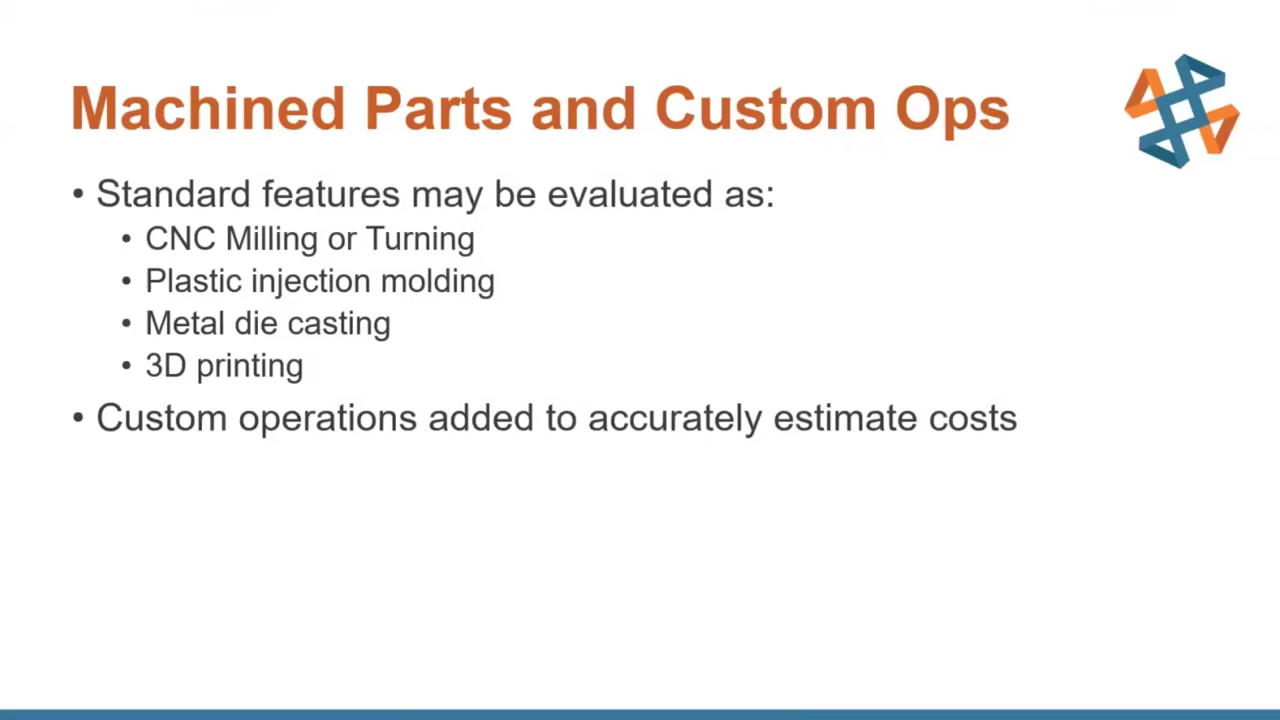 Machined Parts and Custom Ops
• Standard features may be evaluated as:
• CNC Milling or Turning
• Plastic injection molding
• Metal die casting
• 3D printing
• Custom operations added to accurately estimate costs